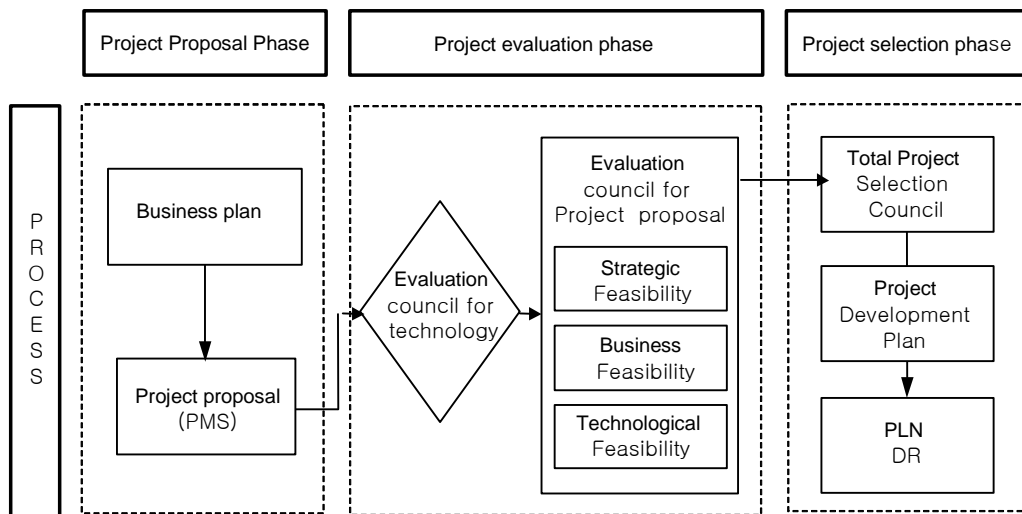 Project Proposal Phase
Project evaluation phase
Project selection phase
PROCESS
Business plan
Project proposal
(PMS)
Evaluation
council for
technology
Evaluation
council for
Project proposal
Strategic
Feasibility
Business
Feasibility
Technological
Feasibility
Total Project
Selection
Council
Project
Development
Plan
PLN
DR